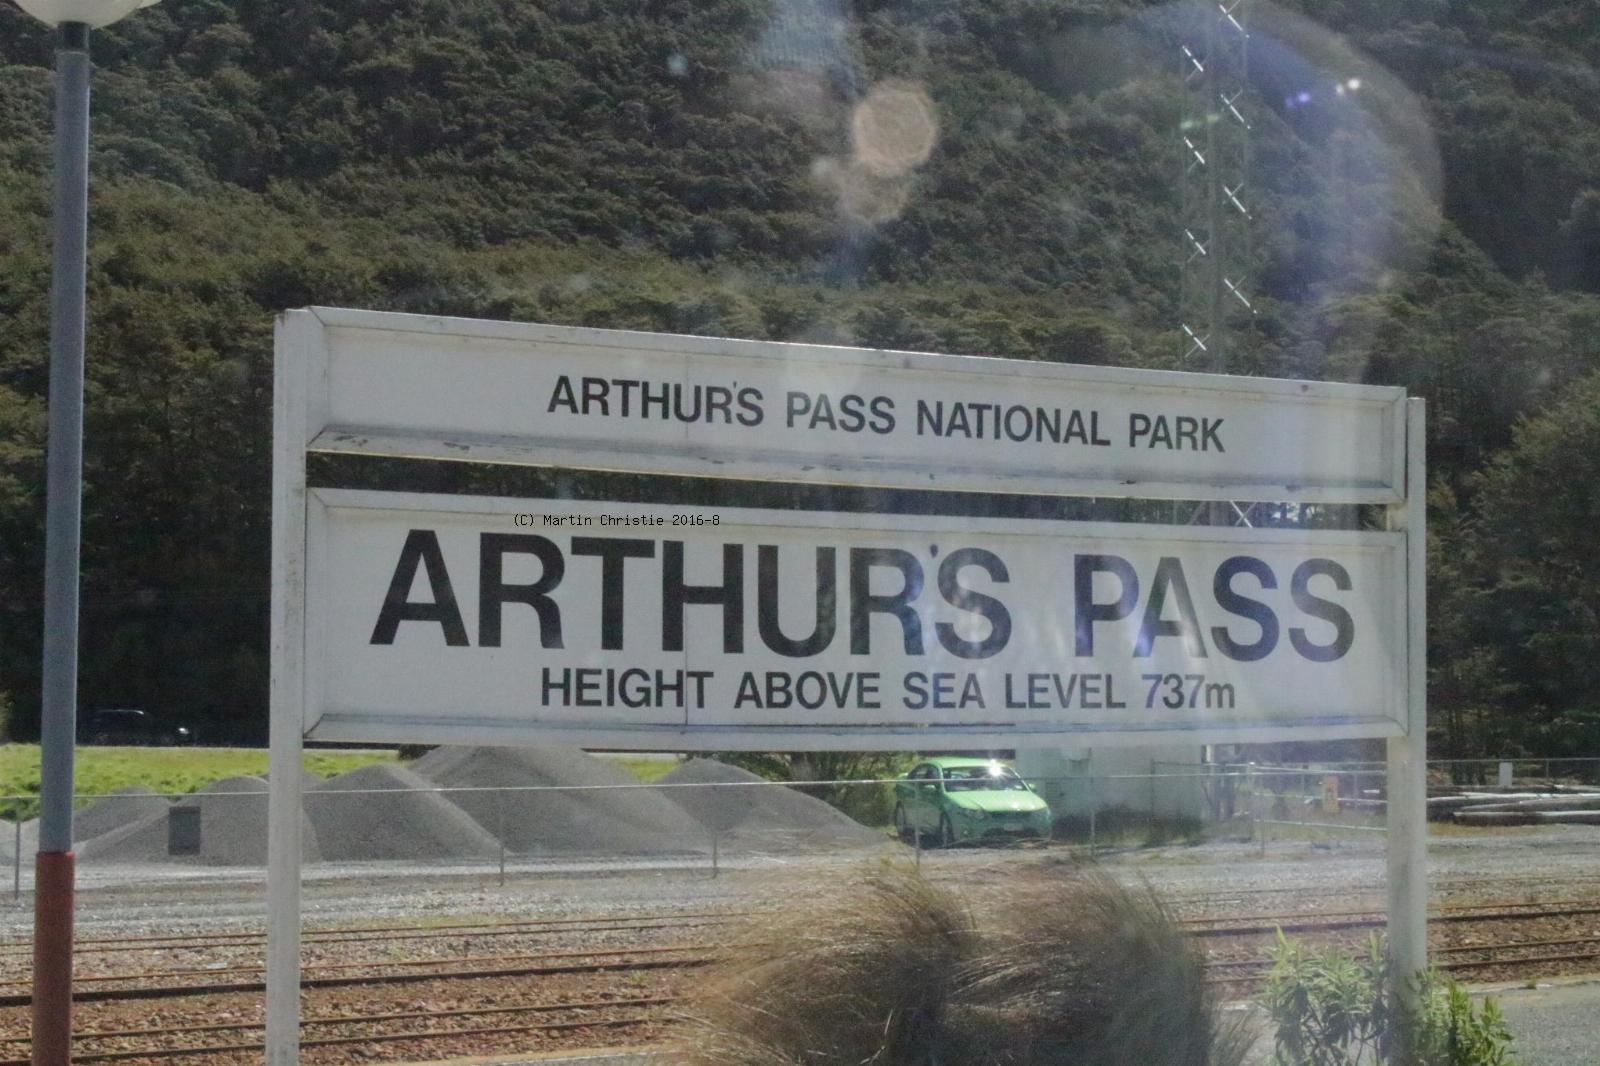 ARTHUR'S PASS NATIONAL PARK
(C) Martin Christie 2016-8
ARTHUR'S PASS
HEIGHT ABOVE SEA LEVEL 737m